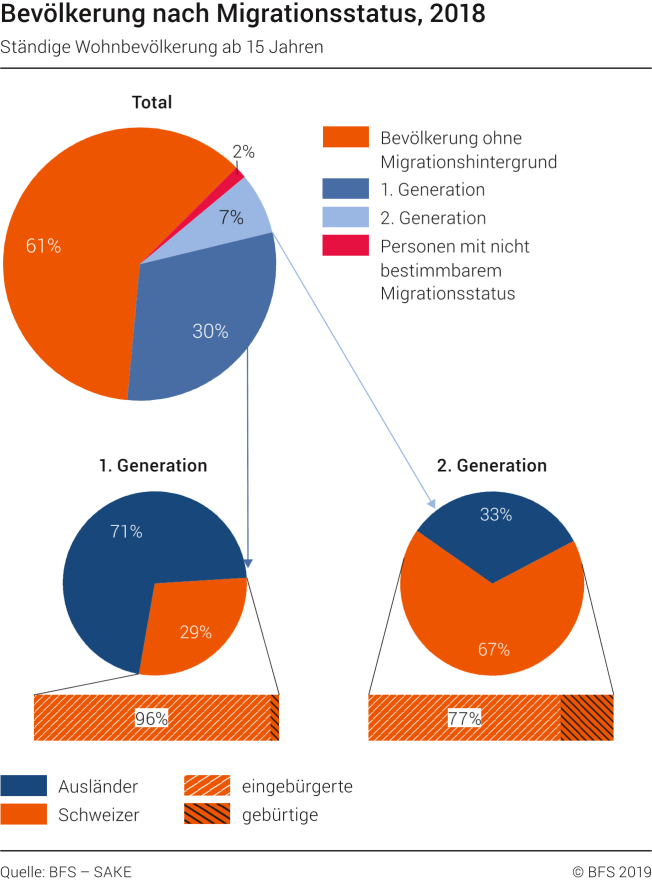 Bevölkerung nach Migrationsstatus, 2018
Ständige Wohnbevölkerung ab 15 Jahren
Total
2%
7%
61%
30%
Bevölkerung ohne
Migrationshintergrund
1. Generation
2. Generation
Personen mit nicht
bestimmbarem
Migrationsstatus
1. Generation
71%
29%
96%
2. Generation
33%
67%
77%
Ausländer
Schweizer
eingebürgerte
gebürtige
Quelle: BFS – SAKE
© BFS 2019